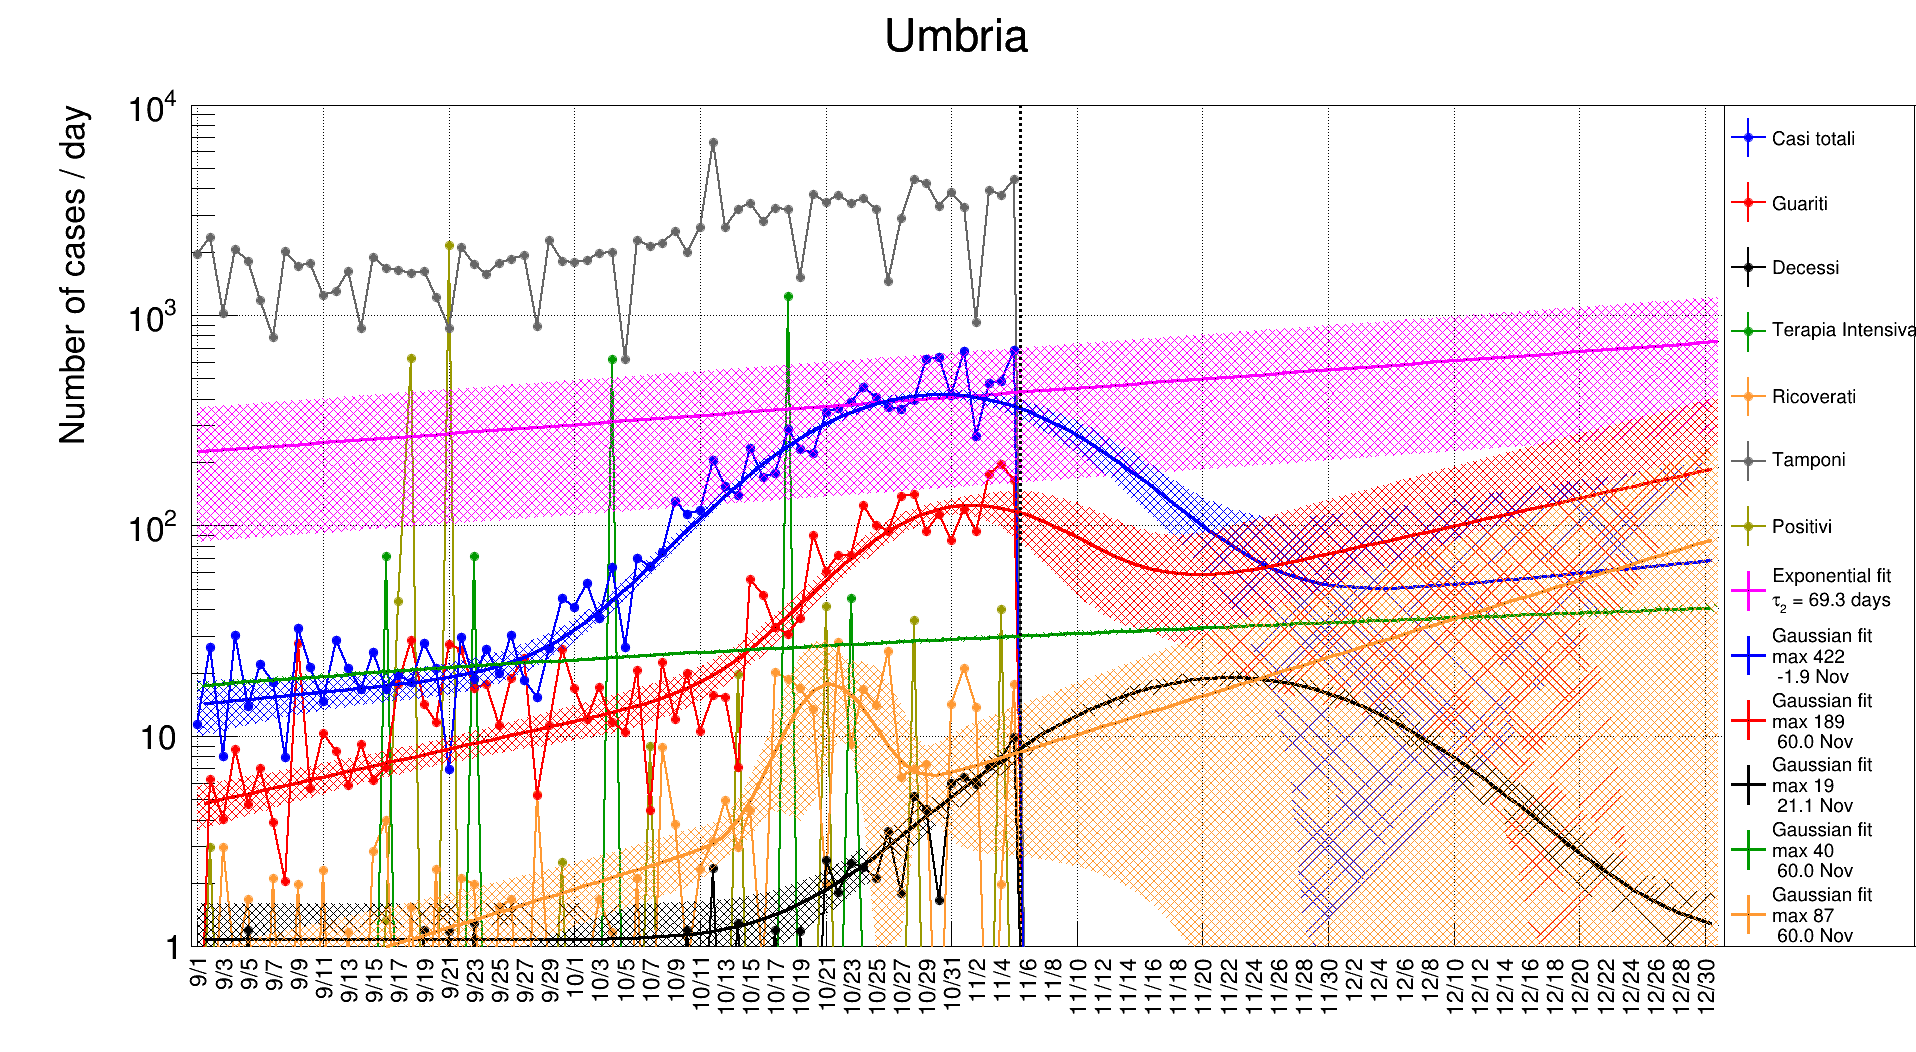 Umbria
Number of cases / day
10^4
10^3
10^2
10
1
9/1
9/3
9/5
9/7
9/9
9/11
9/13
9/15
9/17
9/19
9/21
9/23
9/25
9/27
9/29
10/1
10/3
10/5
10/7
10/9
10/11
10/13
10/15
10/17
10/19
10/21
10/23
10/25
10/27
10/29
10/31
11/2
11/4
11/6
11/8
11/10
11/12
11/14
11/16
11/18
11/20
11/22
11/24
11/26
11/28
11/30
12/2
12/4
12/6
12/8
12/10
12/12
12/14
12/16
12/18
12/20
12/22
12/24
12/26
12/28
12/30
Casi totali
Guariti
Decessi
Terapia Intensiva
Ricoverati
Tamponi
Positivi
Exponential fit
τ₂ = 69.3 days
Gaussian fit
max 422
-1.9 Nov
Gaussian fit
max 189
60.0 Nov
Gaussian fit
max 19
21.1 Nov
Gaussian fit
max 40
60.0 Nov
Gaussian fit
max 87
60.0 Nov